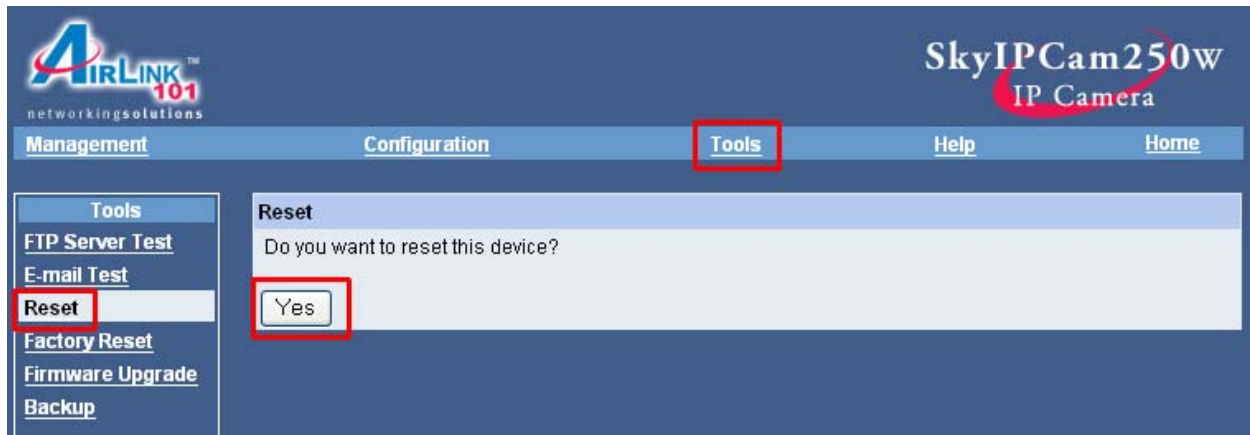 AIRLINK™
101
networkingsolutions
SkyIPCam250W
IP Camera
Management Configuration Tools Help Home
Tools
FTP Server Test
E-mail Test
Reset
Factory Reset
Firmware Upgrade
Backup
Reset
Do you want to reset this device?
Yes